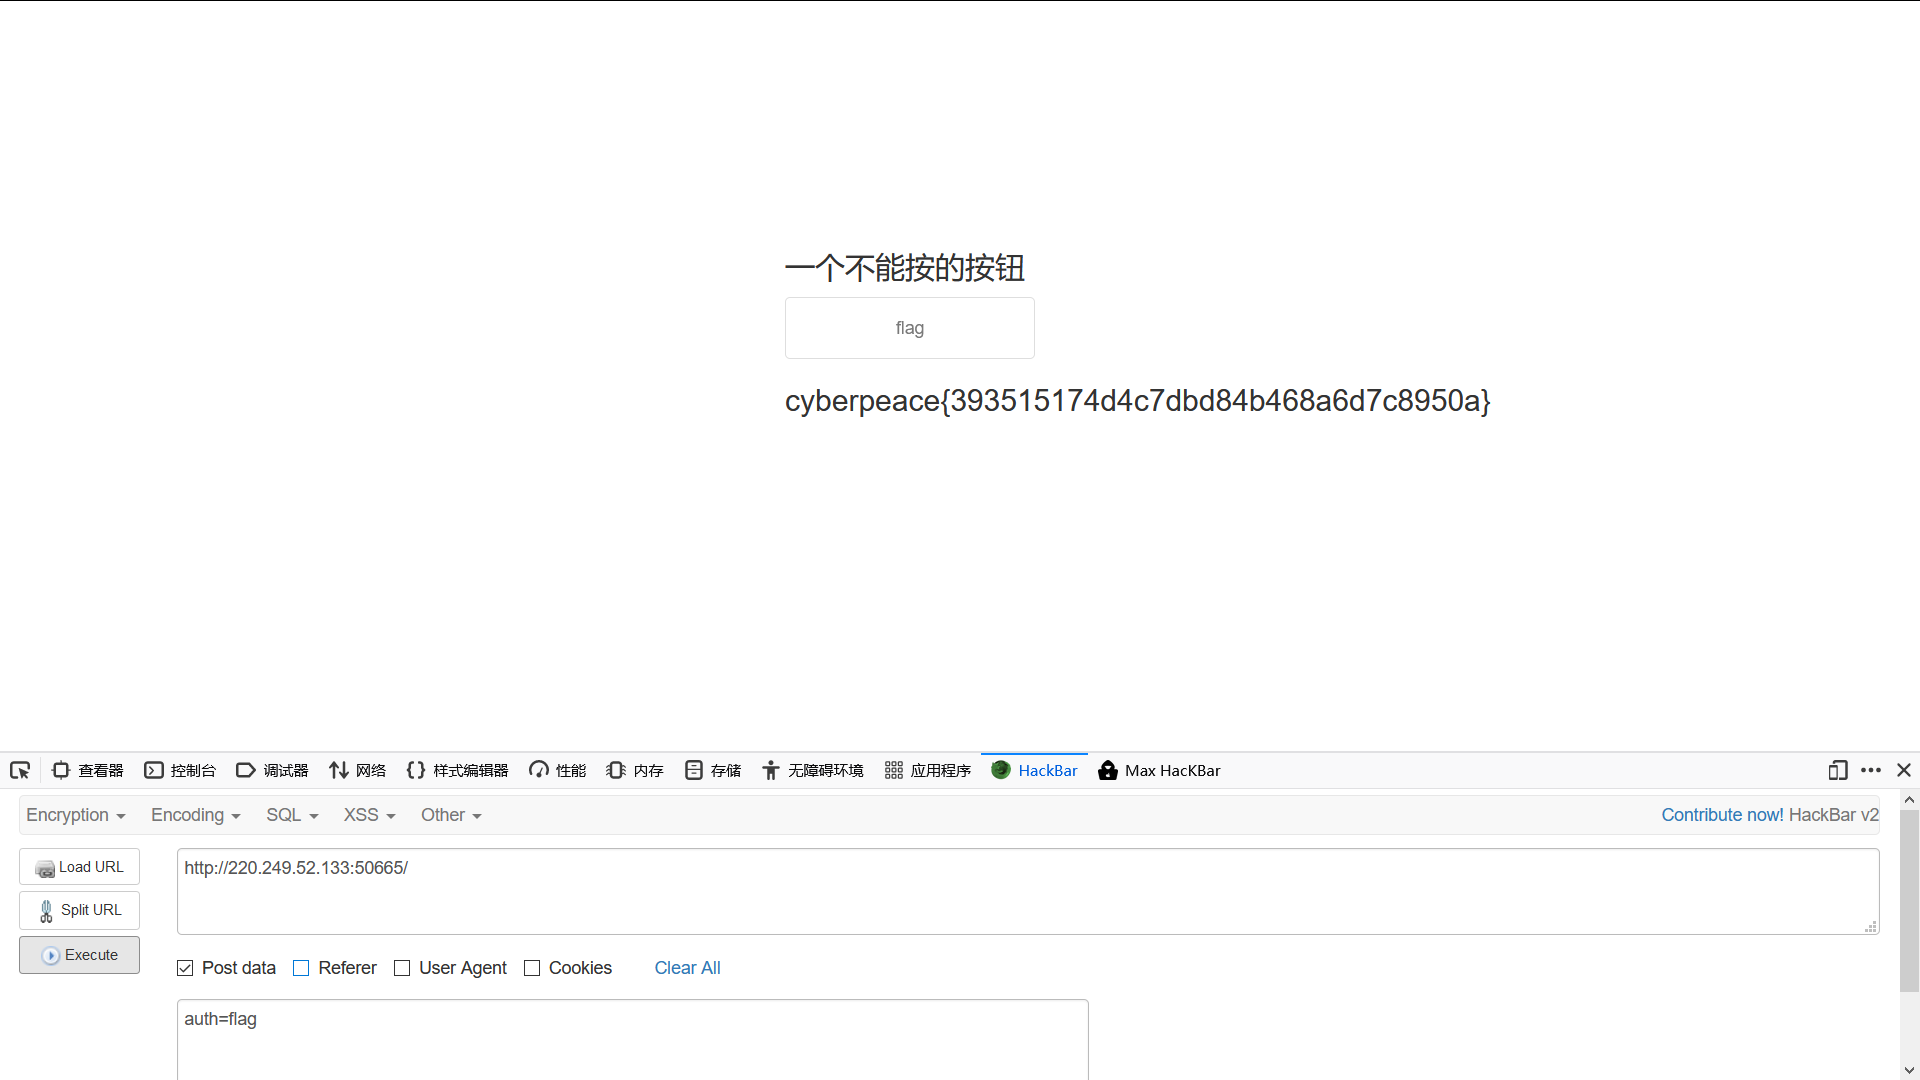 一个不能按的按钮
flag
cyberpeace{393515174d4c7dbd84b468a6d7c8950a}
查看器 控制台 调试器 网络 样式编辑器 性能 内存 存储 无障碍环境 应用程序 HackBar Max HacKBar
Encryption Encoding SQL XSS Other Contribute now! HackBar v2
Load URL http://220.249.52.133:50665/
Split URL
Execute
Post data Referer User Agent Cookies Clear All
auth=flag